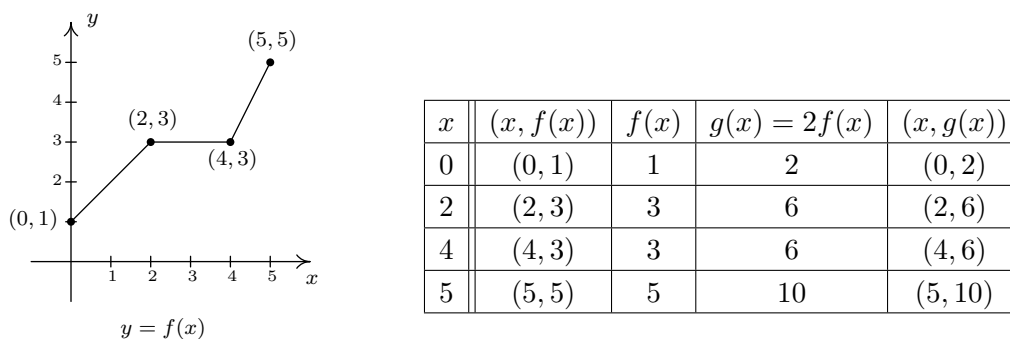 y
(5, 5)
5
4
(2, 3)
3
(4, 3)
2
(0, 1)
1 2 3 4 5 x
y = f(x)
x (x, f(x)) f(x) g(x) = 2f(x) (x, g(x))
0 (0, 1) 1 2 (0, 2)
2 (2, 3) 3 6 (2, 6)
4 (4, 3) 3 6 (4, 6)
5 (5, 5) 5 10 (5, 10)